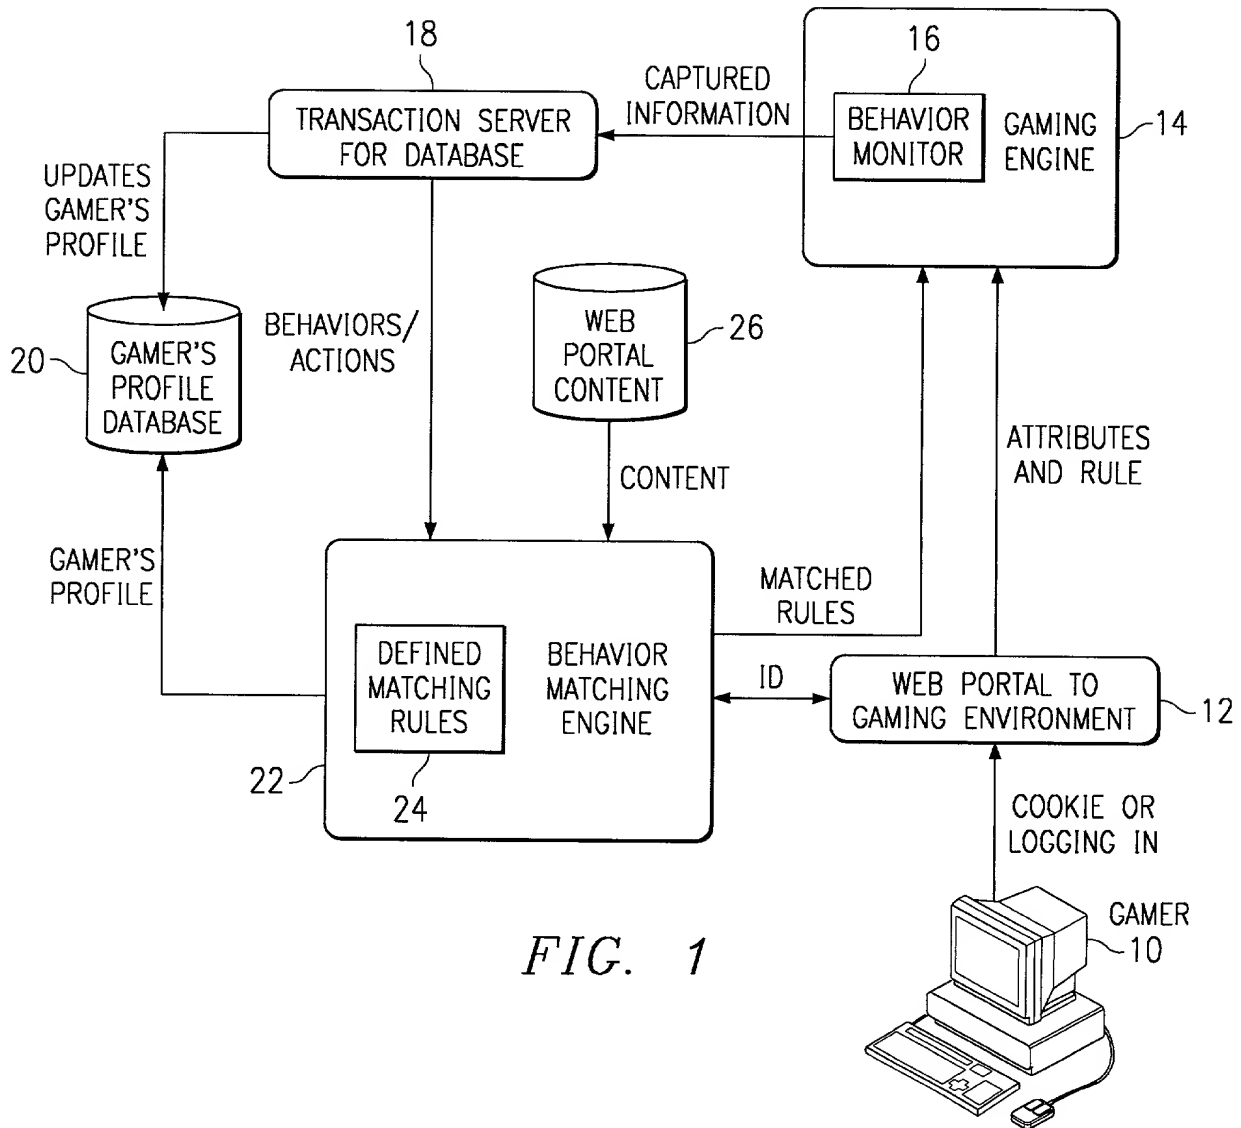 18
TRANSACTION SERVER
FOR DATABASE
CAPTURED
INFORMATION
16
BEHAVIOR
MONITOR
GAMING
ENGINE
14
UPDATES
GAMER'S
PROFILE
20
GAMER'S
PROFILE
DATABASE
BEHAVIORS/
ACTIONS
WEB
PORTAL
CONTENT
26
CONTENT
ATTRIBUTES
AND RULE
GAMER'S
PROFILE
MATCHED
RULES
DEFINED
MATCHING
RULES
24
BEHAVIOR
MATCHING
ENGINE
22
ID
WEB PORTAL TO
GAMING ENVIRONMENT
12
COOKIE OR
LOGGING IN
GAMER
10
FIG. 1